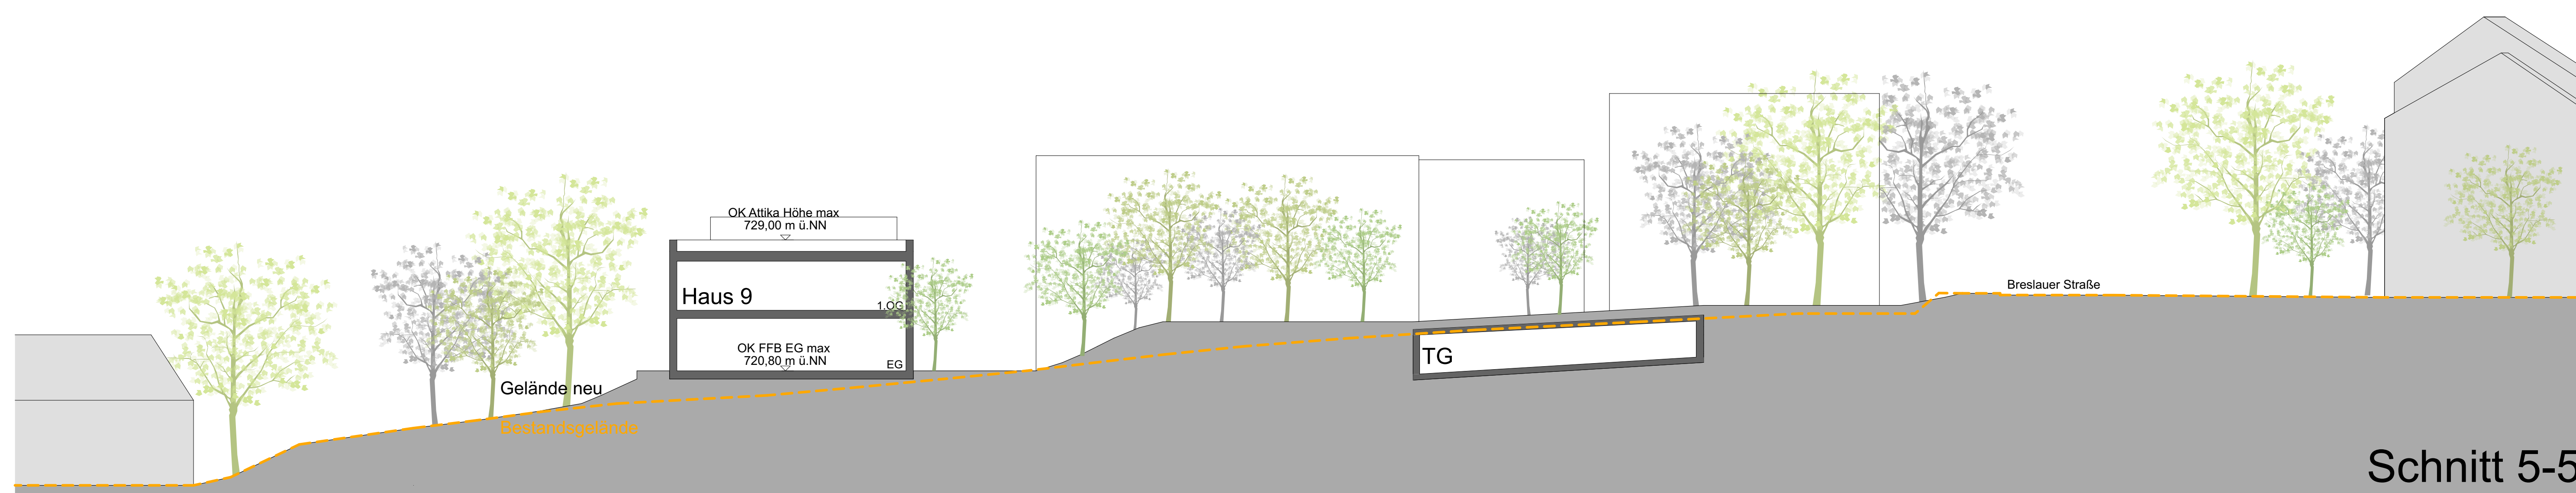 OK Attika Höhe max
729,00 m ü.NN
Haus 9
1.OG
OK FFB EG max
720,80 m ü.NN
EG
Gelände neu
Bestandsgelände
TG
Breslauer Straße
Schnitt 5-5